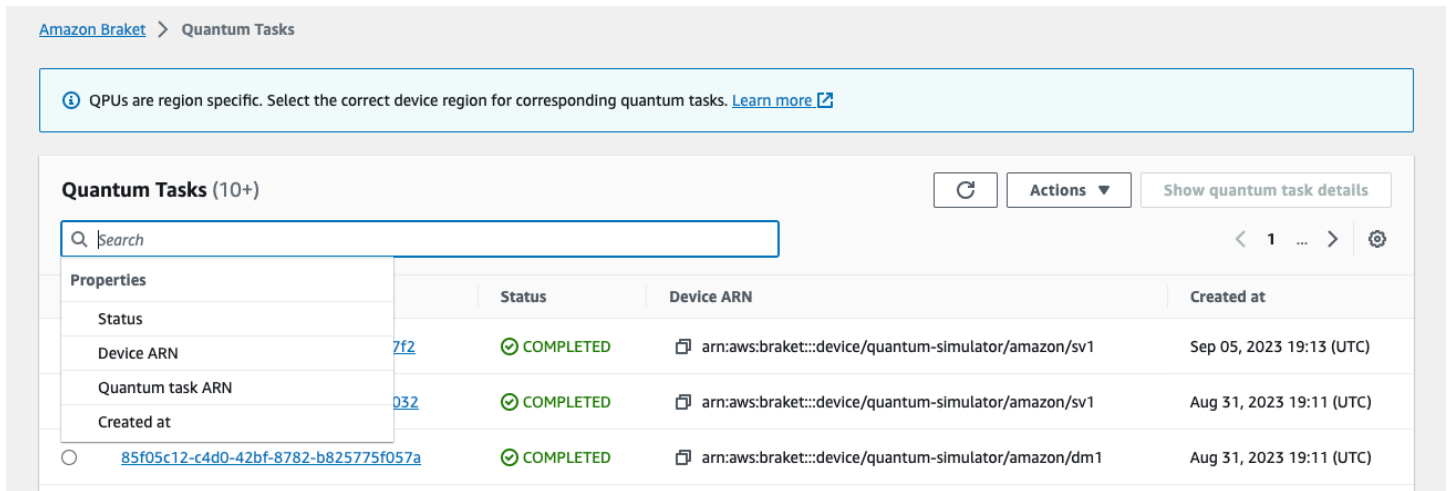 Amazon Braket > Quantum Tasks
QPUs are region specific. Select the correct device region for corresponding quantum tasks. Learn more
Quantum Tasks (10+)
Actions
Show quantum task details
Search
1 ...
Properties
Status
Device ARN
Quantum task ARN
Created at
Status Device ARN Created at
7f2 COMPLETED arn:aws:braket:::device/quantum-simulator/amazon/sv1 Sep 05, 2023 19:13 (UTC)
032 COMPLETED arn:aws:braket:::device/quantum-simulator/amazon/sv1 Aug 31, 2023 19:11 (UTC)
85f05c12-c4d0-42bf-8782-b825775f057a COMPLETED arn:aws:braket:::device/quantum-simulator/amazon/dm1 Aug 31, 2023 19:11 (UTC)